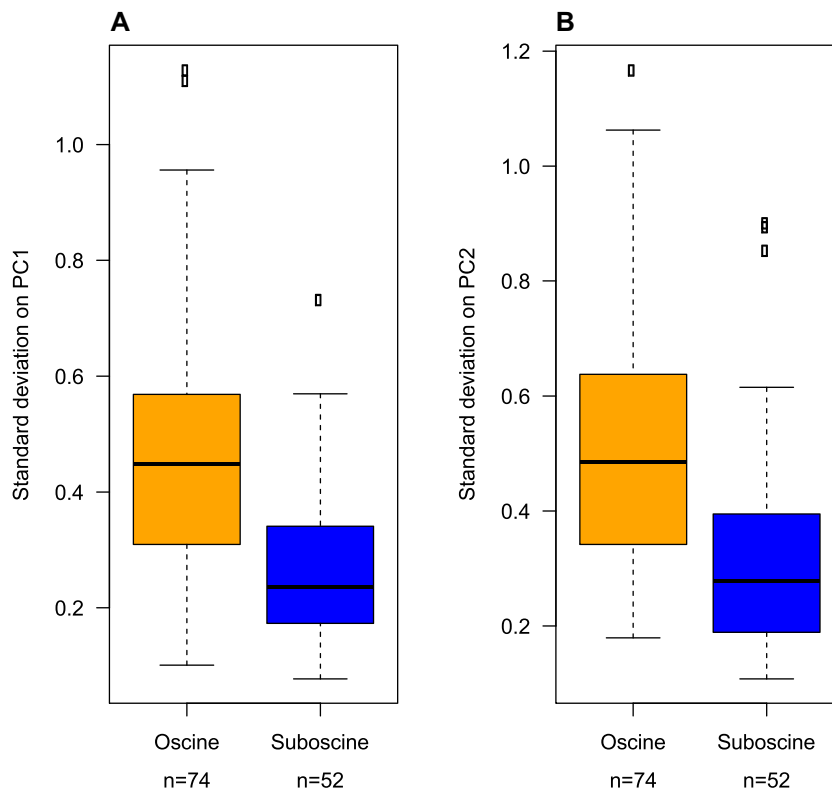 A
Standard deviation on PC1
1.0
0.8
0.6
0.4
0.2
Oscine Suboscine
n=74 n=52
B
Standard deviation on PC2
1.2
1.0
0.8
0.6
0.4
0.2
Oscine Suboscine
n=74 n=52